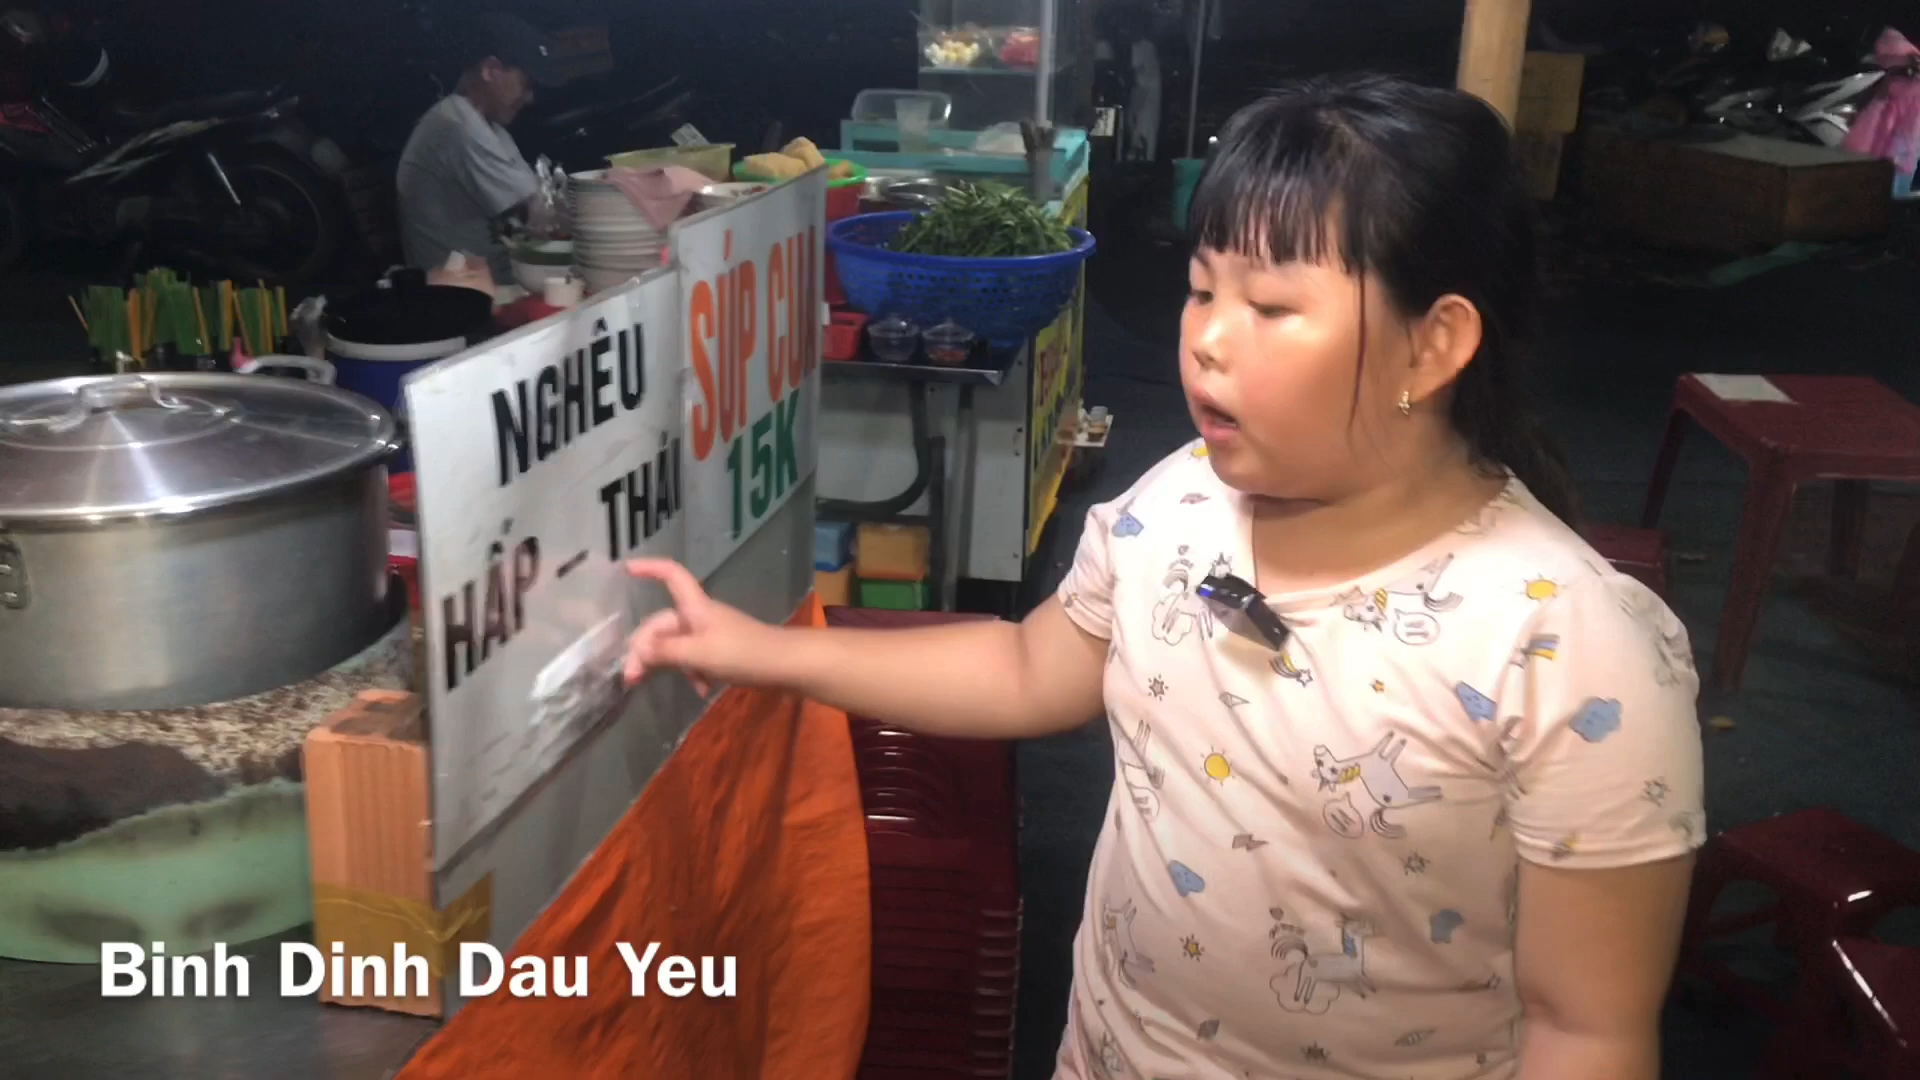 NGHÊU
HẤP – THÁI
SÚP CUA
15K
Binh Dinh Dau Yeu